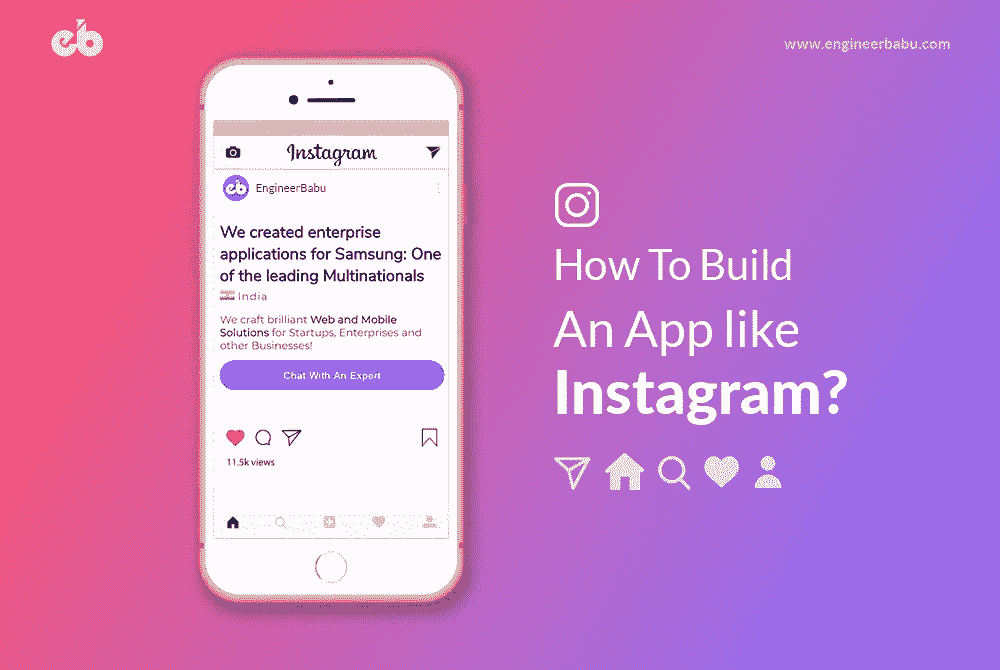 eb
www.engineerbabu.com
Instagram
eb EngineerBabu
We created enterprise
applications for Samsung: One
of the leading Multinationals
India
We craft brilliant Web and Mobile
Solutions for Startups, Enterprises and
other Businesses!
Chat With An Expert
11.5k views
How To Build
An App like
Instagram?